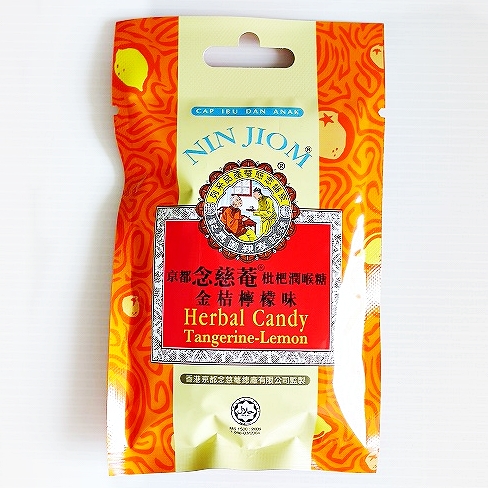 CAP IBU DAN ANAK
NIN JIOM®
®
京都念慈菴®枇杷潤喉糖
金桔檸檬味
Herbal Candy
Tangerine-Lemon
香港京都念慈菴總廠有限公司監製